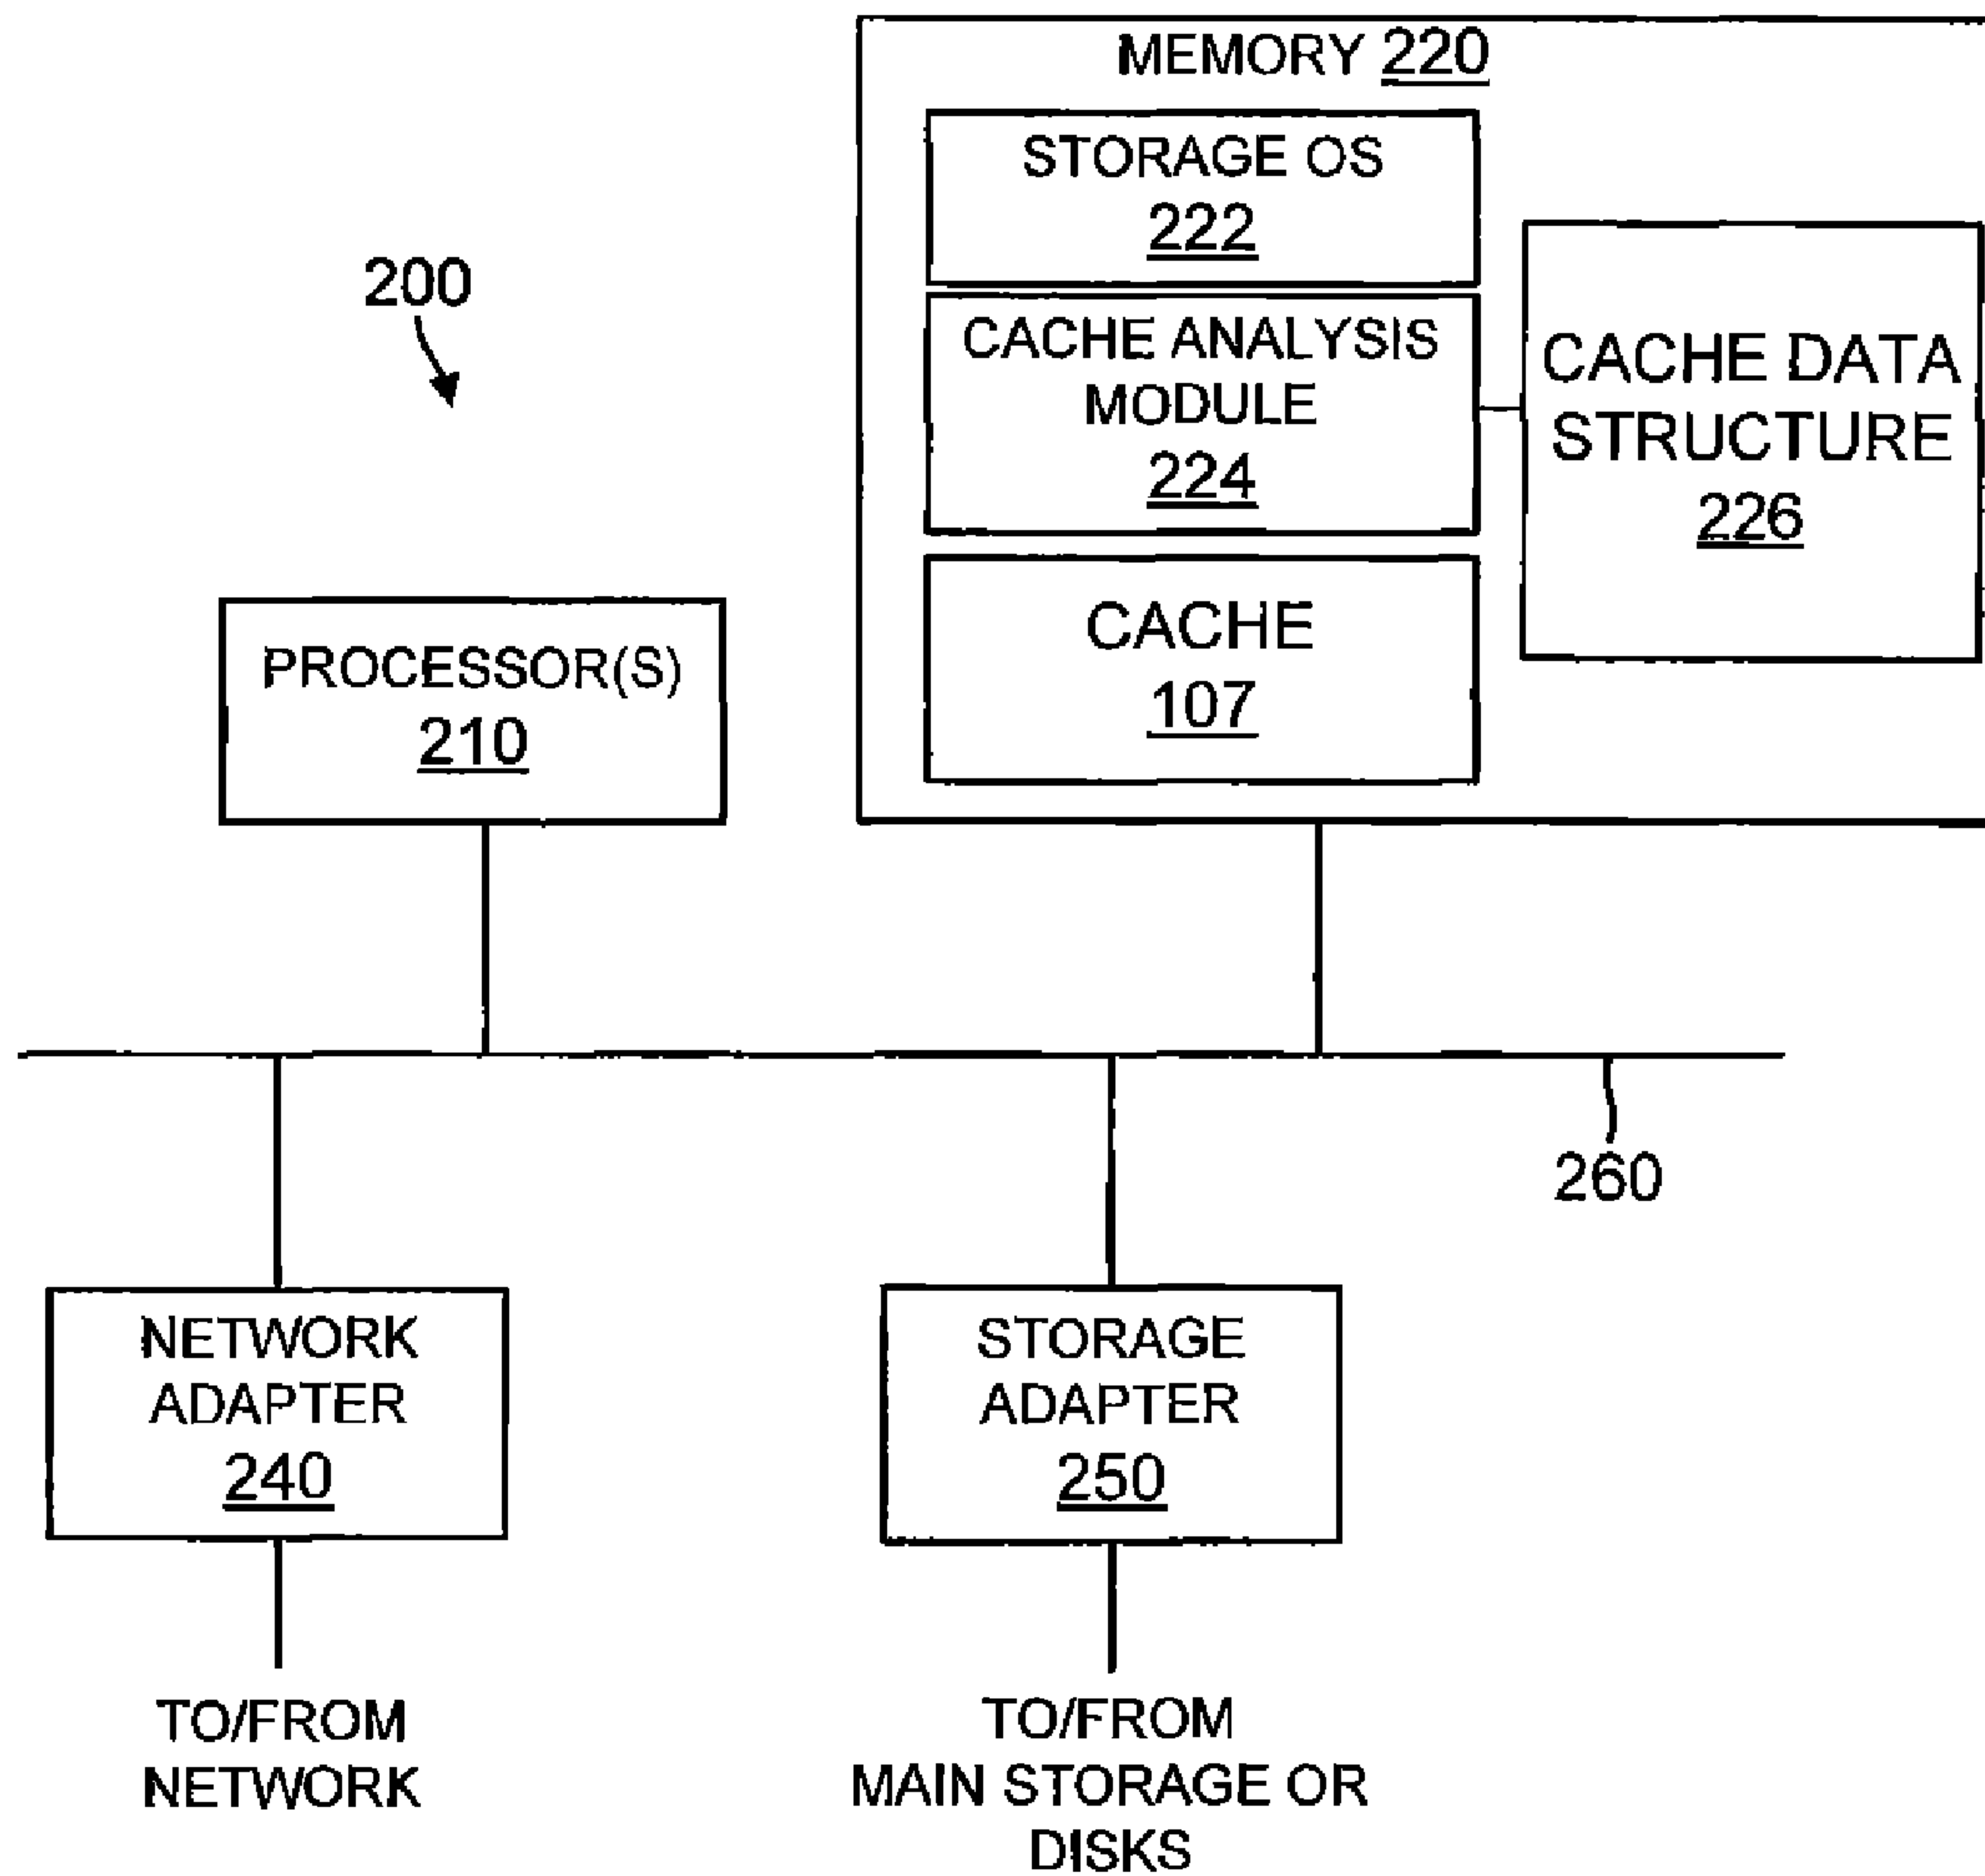 MEMORY 220
STORAGE OS
222
200
CACHE ANALYSIS
MODULE
224
CACHE DATA
STRUCTURE
226
CACHE
107
PROCESSOR(S)
210
260
NETWORK
ADAPTER
240
STORAGE
ADAPTER
250
TO/FROM
NETWORK
TO/FROM
MAIN STORAGE OR
DISKS